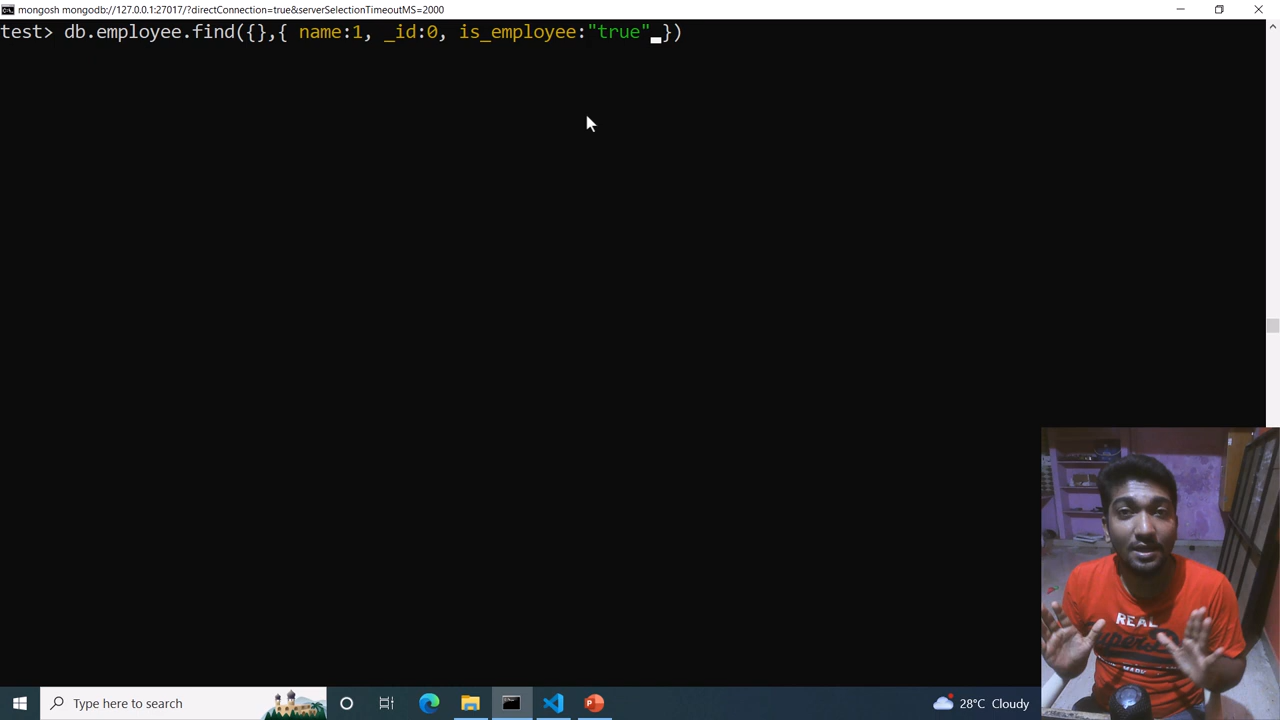 mongosh mongodb://127.0.0.1:27017/?directConnection=true&serverSelectionTimeoutMS=2000
test> db.employee.find({},{ name:1, _id:0, is_employee:"true" })
REAL
Type here to search
28°C Cloudy